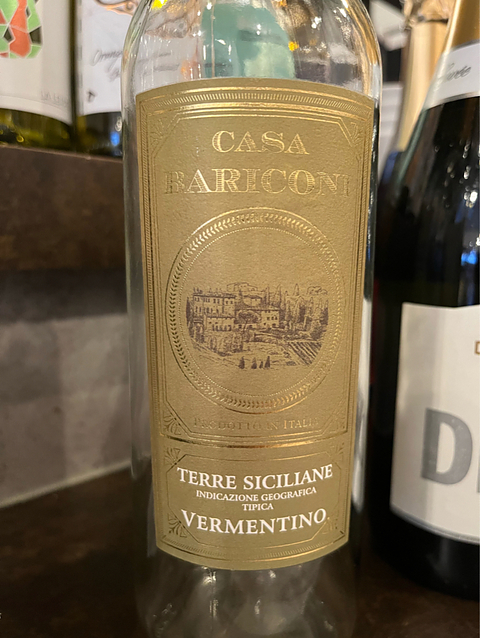 CASA
BARICONI
PRODOTTO IN ITALIA
TERRE SICILIANE
INDICAZIONE GEOGRAFICA
TIPICA
VERMENTINO
D